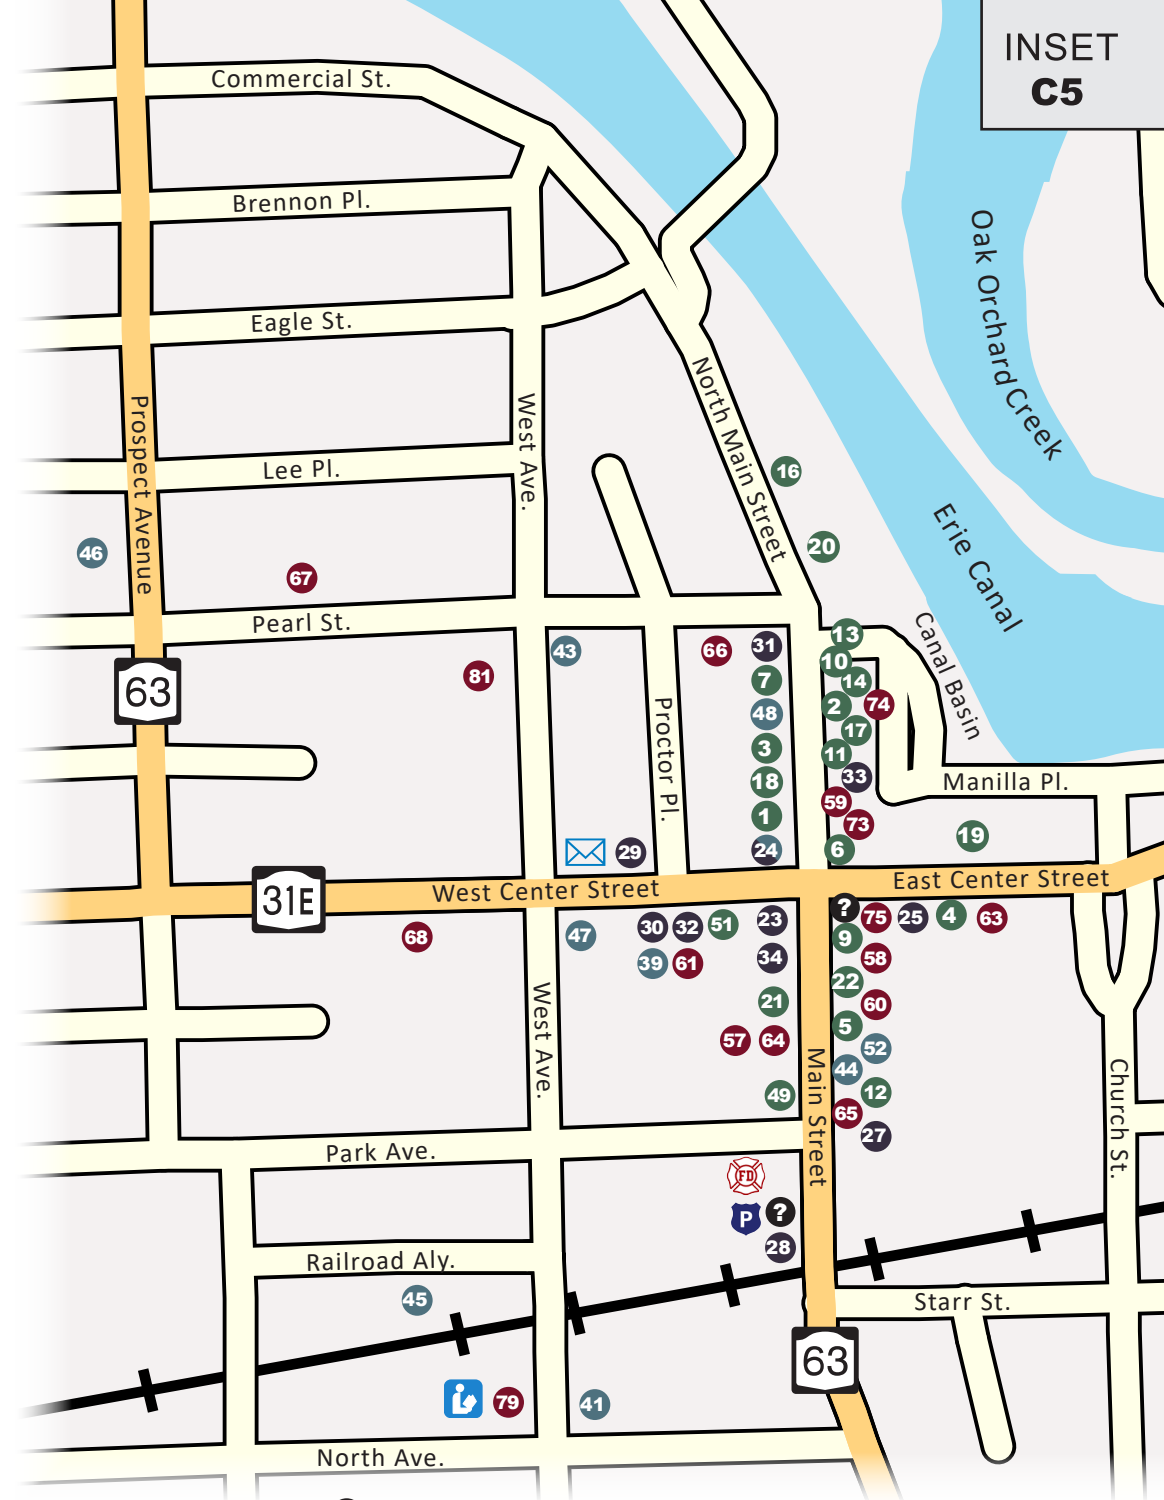 INSET
C5
Commercial St.
Brennon Pl.
Oak Orchard Creek
Eagle St.
Prospect Avenue
West Ave.
North Main Street
Lee Pl.
16
46
20
Erie Canal
67
Pearl St.
Canal Basin
13
43
66
31
10
81
7
14
63
2
74
48
Proctor Pl.
17
3
11
33
18
Manilla Pl.
59
1
73
19
29
24
6
31E
West Center Street
East Center Street
?
68
47
30
32
51
23
75
25
4
63
9
39
61
34
58
22
21
60
West Ave.
5
57
64
52
Main Street
44
Church St.
49
12
65
27
Park Ave.
FD
P
?
28
Railroad Aly.
45
Starr St.
63
79
41
North Ave.